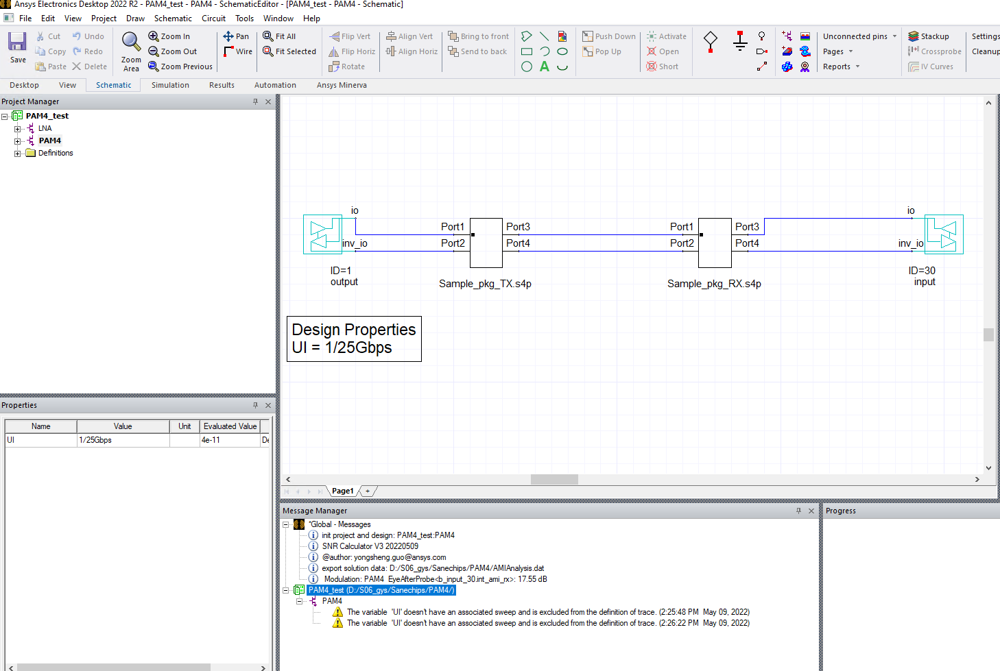 Ansys Electronics Desktop 2022 R2 - PAM4_test - PAM4 - SchematicEditor - [PAM4_test - PAM4 - Schematic]
File Edit View Project Draw Schematic Circuit Tools Window Help
Save
Cut
Copy
Paste
Undo
Redo
Delete
Zoom
Area
Zoom In
Zoom Out
Zoom Previous
Pan
Wire
Fit All
Fit Selected
Flip Vert
Flip Horiz
Rotate
Align Vert
Align Horiz
Bring to front
Send to back
A
Push Down
Pop Up
Activate
Open
Short
Unconnected pins
Pages
Reports
Stackup
Crossprobe
IV Curves
Settings
Cleanup
Desktop View Schematic Simulation Results Automation Ansys Minerva
Project Manager
PAM4_test
LNA
PAM4
Definitions
io
inv_io
ID=1
output
Port1
Port2
Port3
Port4
Sample_pkg_TX.s4p
Port1
Port2
Port3
Port4
Sample_pkg_RX.s4p
io
inv_io
ID=30
input
Design Properties
UI = 1/25Gbps
Page1 +
Properties
Name Value Unit Evaluated Value
UI 1/25Gbps 4e-11 De
Message Manager
*Global - Messages
init project and design: PAM4_test:PAM4
SNR Calculator V3 20220509
@author: yongsheng.guo@ansys.com
export solution data: D:/S06_gys/Sanechips/PAM4/AMIAnalysis.dat
Modulation: PAM4 EyeAfterProbe<b_input_30.int_ami_rx>: 17.55 dB
PAM4_test (D:/S06_gys/Sanechips/PAM4/)
PAM4
The variable 'UI' doesn't have an associated sweep and is excluded from the definition of trace. (2:25:48 PM May 09, 2022)
The variable 'UI' doesn't have an associated sweep and is excluded from the definition of trace. (2:26:22 PM May 09, 2022)
Progress